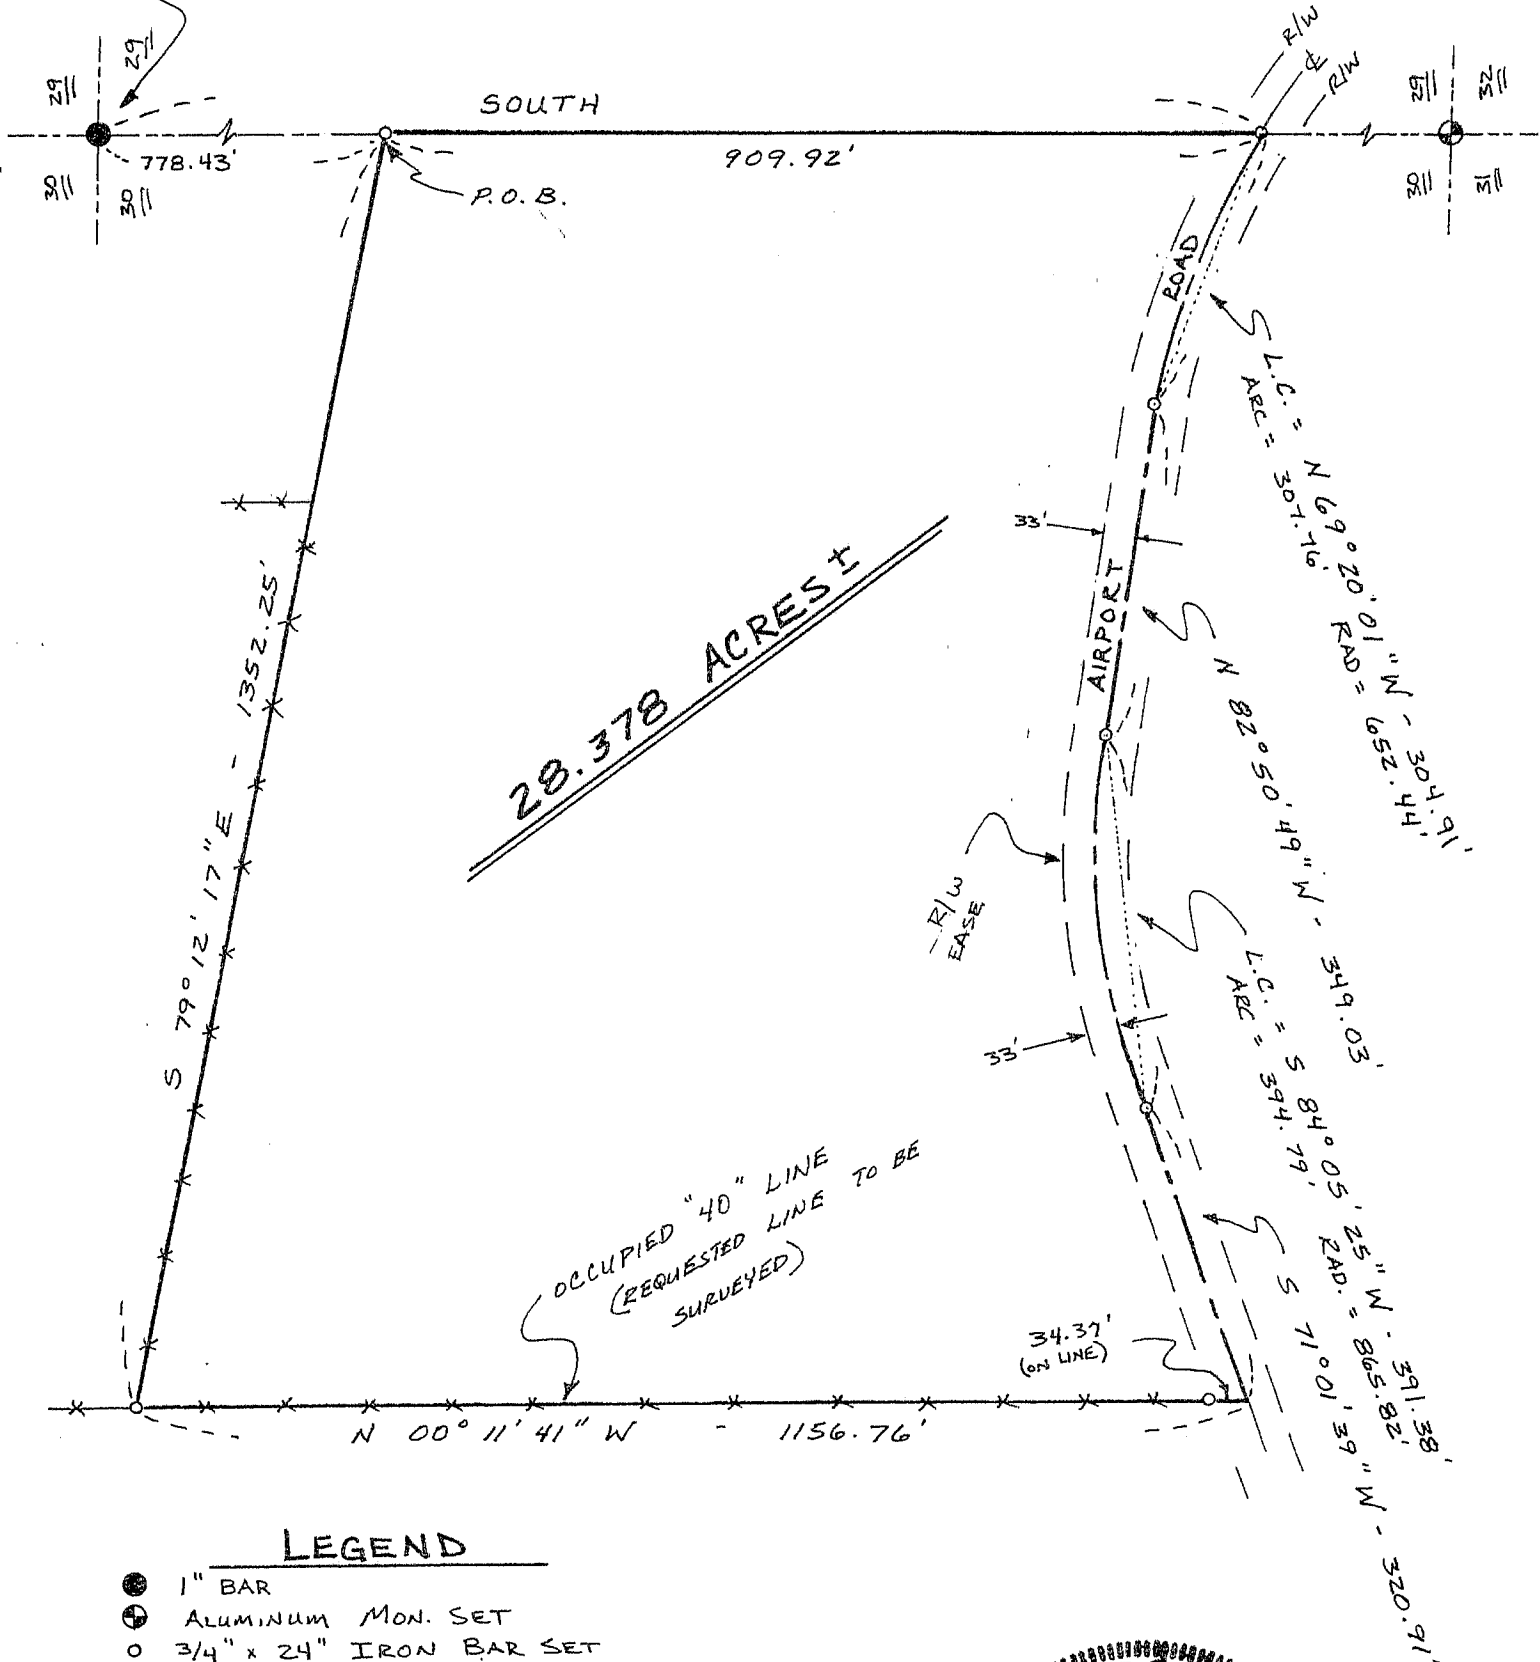 29
29
30
30
778.43'
SOUTH
909.92'
P.O.B.
R/W
℄
R/W
29
32
30
31
ROAD
AIRPORT
33'
33'
L.C. = N 69° 20' 01" W - 304.91'
ARC = 307.76' RAD = 652.44'
N 82° 50' 49" W - 349.03'
L.C. = S 84° 05' 25" W - 391.38'
ARC = 394.79' RAD. = 865.82'
S 71° 01' 39" W - 320.91'
S 79° 12' 17" E - 1352.25'
28.378 ACRES ±
R/W
EASE
OCCUPIED "40" LINE
(REQUESTED LINE TO BE
SURVEYED)
34.37'
(ON LINE)
N 00° 11' 41" W - 1156.76'
LEGEND
1" BAR
ALUMINUM MON. SET
3/4" x 24" IRON BAR SET